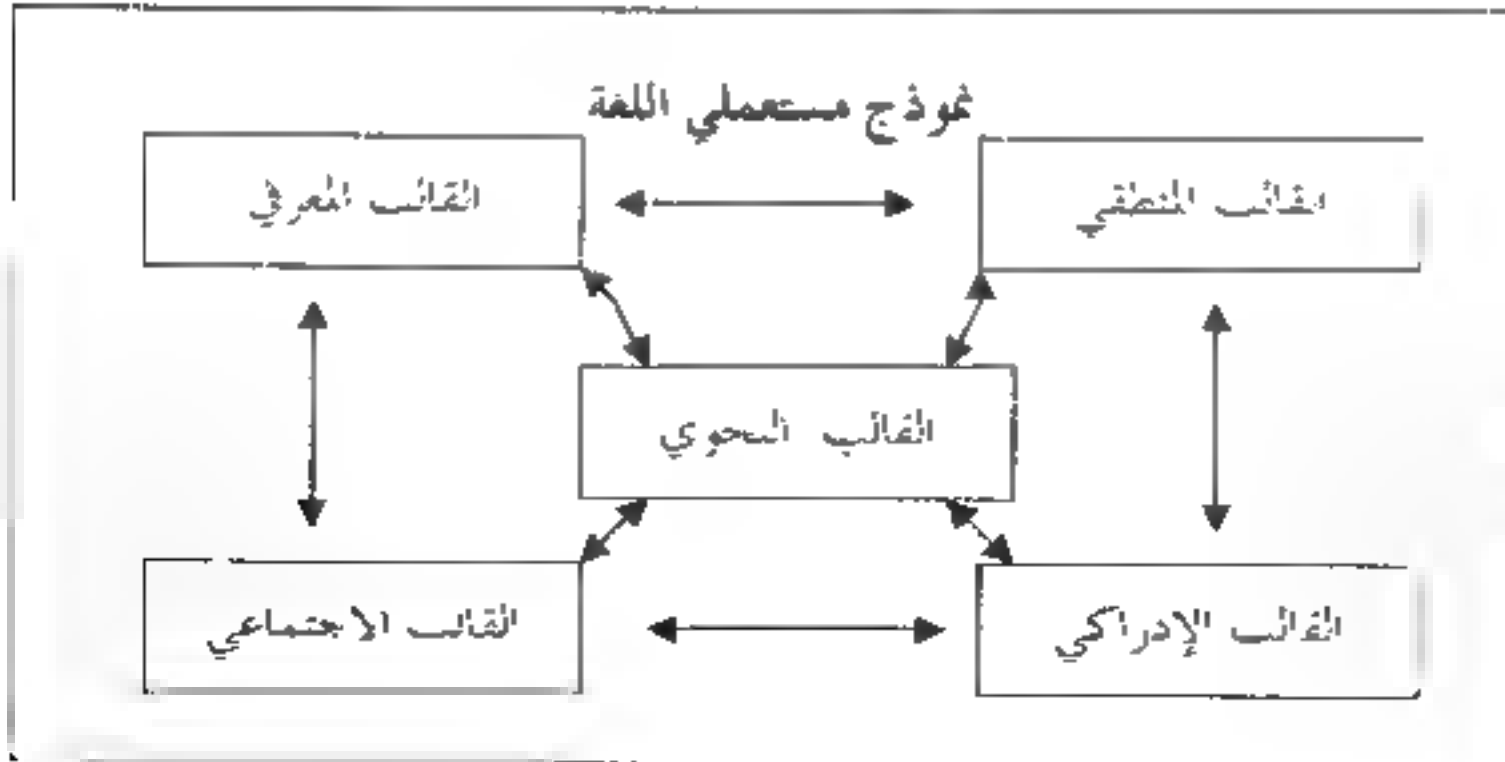 نموذج مستعملي اللغة
القالب المنطقي
القالب المعرفي
القالب النحوي
القالب الإدراكي
القالب الاجتماعي